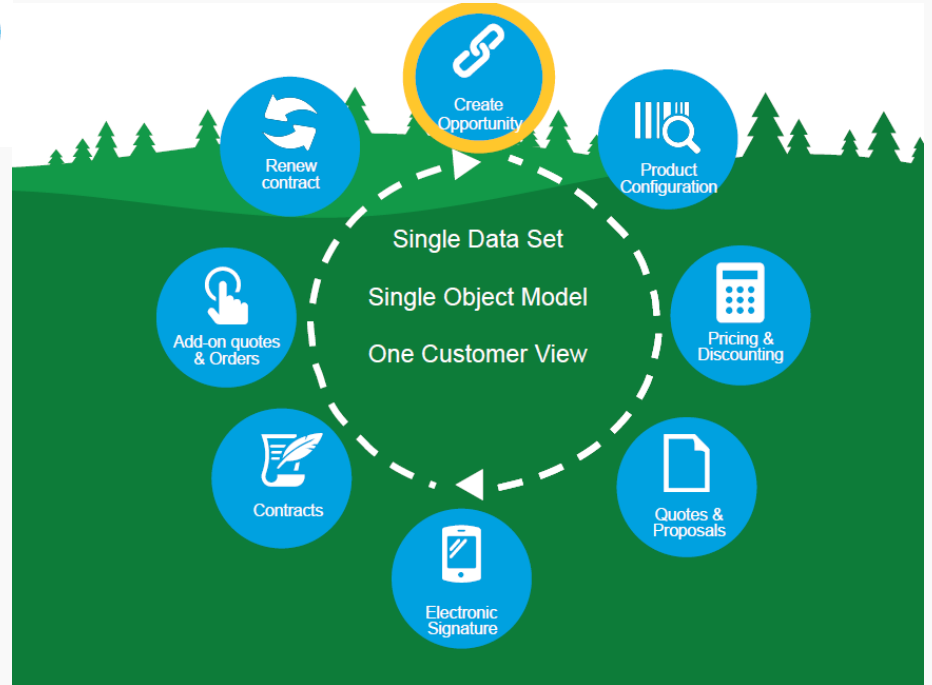 Create
Opportunity
Product
Configuration
Pricing &
Discounting
Quotes &
Proposals
Electronic
Signature
Contracts
Add-on quotes
& Orders
Renew
contract
Single Data Set
Single Object Model
One Customer View